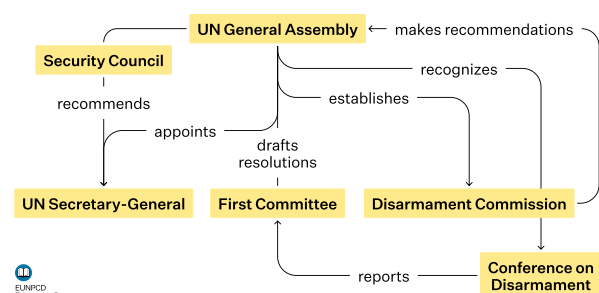 UN General Assembly
makes recommendations
Security Council
recognizes
recommends
establishes
appoints
drafts
resolutions
UN Secretary-General
First Committee
Disarmament Commission
Conference on
Disarmament
reports
EUNPCD